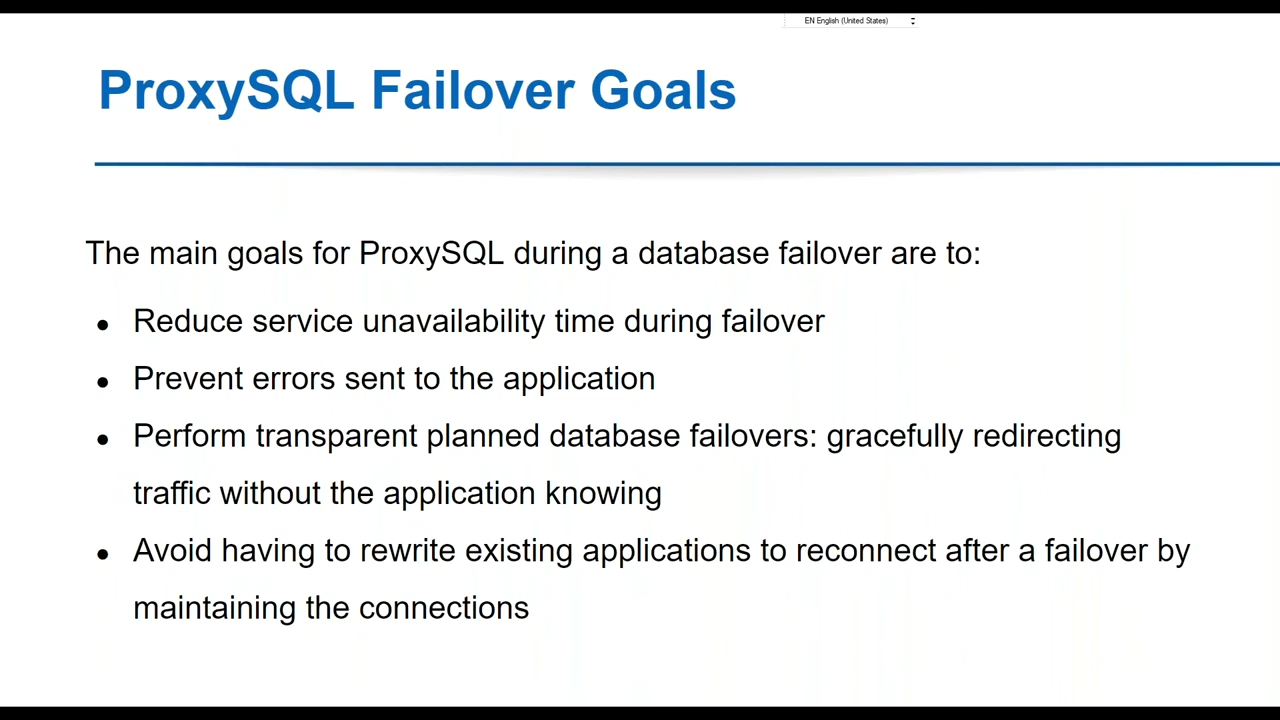 EN English (United States)
ProxySQL Failover Goals
The main goals for ProxySQL during a database failover are to:
● Reduce service unavailability time during failover
● Prevent errors sent to the application
● Perform transparent planned database failovers: gracefully redirecting
traffic without the application knowing
● Avoid having to rewrite existing applications to reconnect after a failover by
maintaining the connections